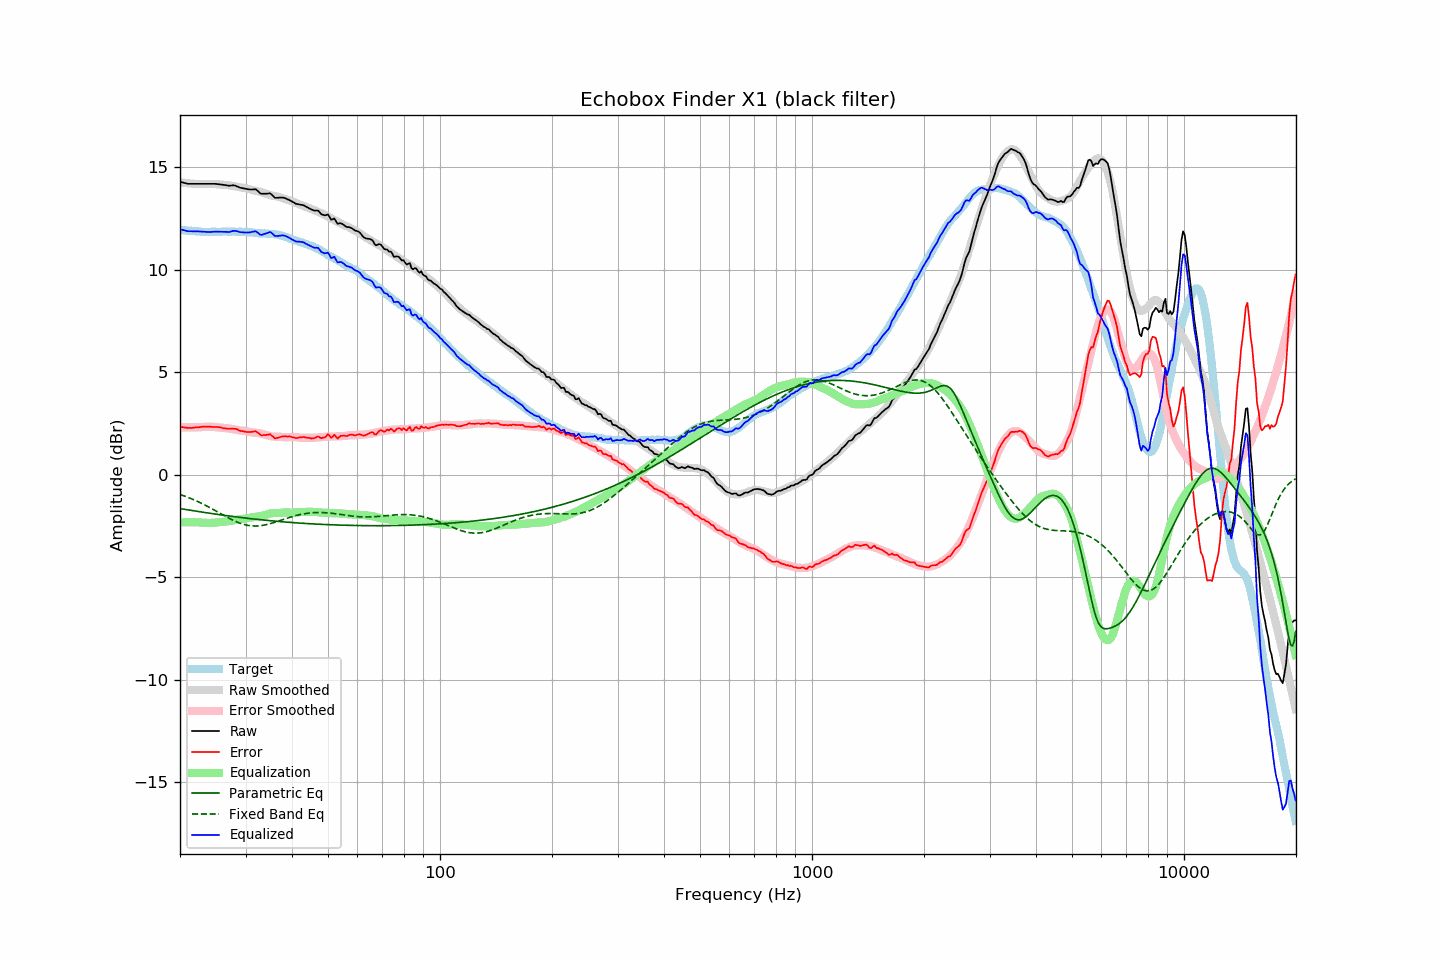 Echobox Finder X1 (black filter)
Amplitude (dBr)
15
10
5
0
−5
−10
−15
Target
Raw Smoothed
Error Smoothed
Raw
Error
Equalization
Parametric Eq
Fixed Band Eq
Equalized
100
1000
10000
Frequency (Hz)